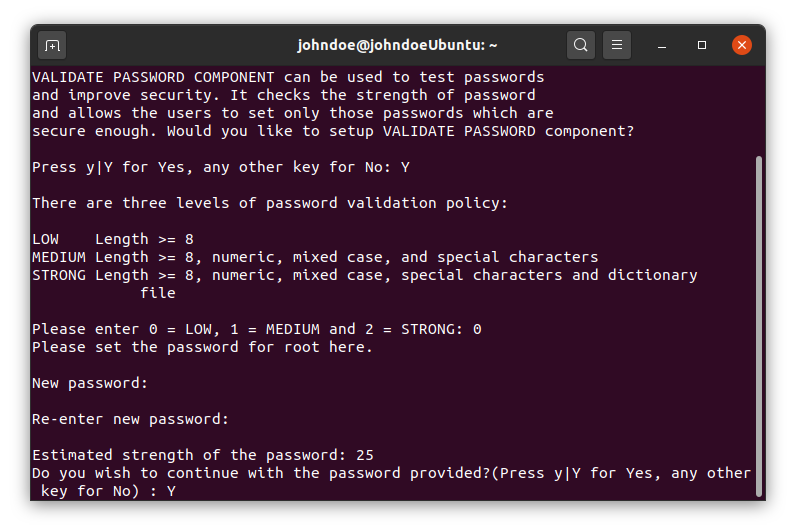 johndoe@johndoeUbuntu: ~
VALIDATE PASSWORD COMPONENT can be used to test passwords
and improve security. It checks the strength of password
and allows the users to set only those passwords which are
secure enough. Would you like to setup VALIDATE PASSWORD component?
Press y|Y for Yes, any other key for No: Y
There are three levels of password validation policy:
LOW    Length >= 8
MEDIUM Length >= 8, numeric, mixed case, and special characters
STRONG Length >= 8, numeric, mixed case, special characters and dictionary
            file
Please enter 0 = LOW, 1 = MEDIUM and 2 = STRONG: 0
Please set the password for root here.
New password:
Re-enter new password:
Estimated strength of the password: 25
Do you wish to continue with the password provided?(Press y|Y for Yes, any other
 key for No) : Y